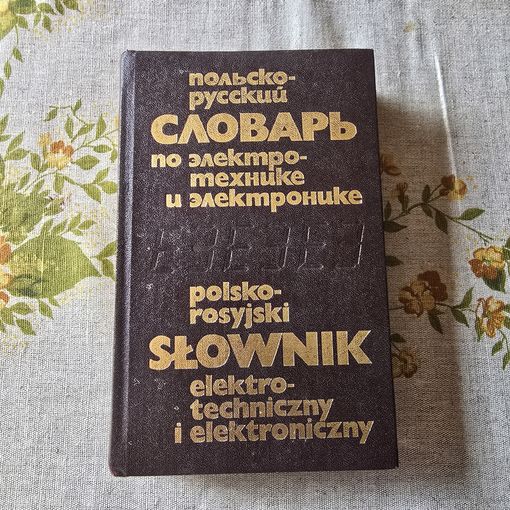 польско-
русский
СЛОВАРЬ
по электро-
технике
и электронике
polsko-
rosyjski
SŁOWNIK
elektro-
techniczny
i elektroniczny